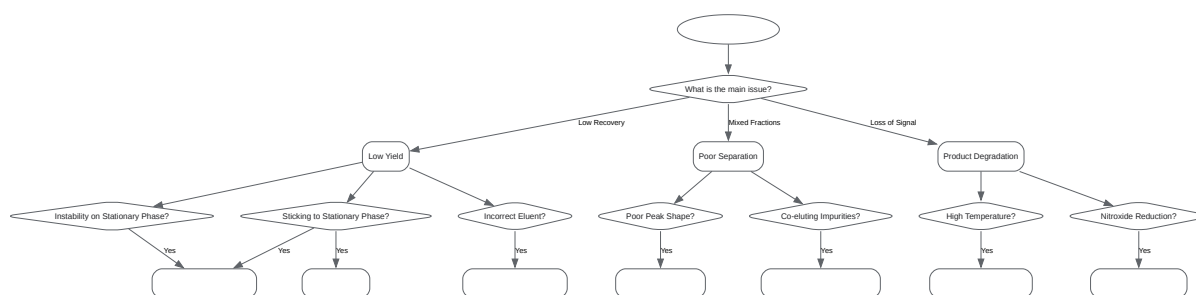 What is the main issue?
Low Recovery
Mixed Fractions
Loss of Signal
Low Yield
Poor Separation
Product Degradation
Instability on Stationary Phase?
Sticking to Stationary Phase?
Incorrect Eluent?
Poor Peak Shape?
Co-eluting Impurities?
High Temperature?
Nitroxide Reduction?
Yes
Yes
Yes
Yes
Yes
Yes
Yes
Yes